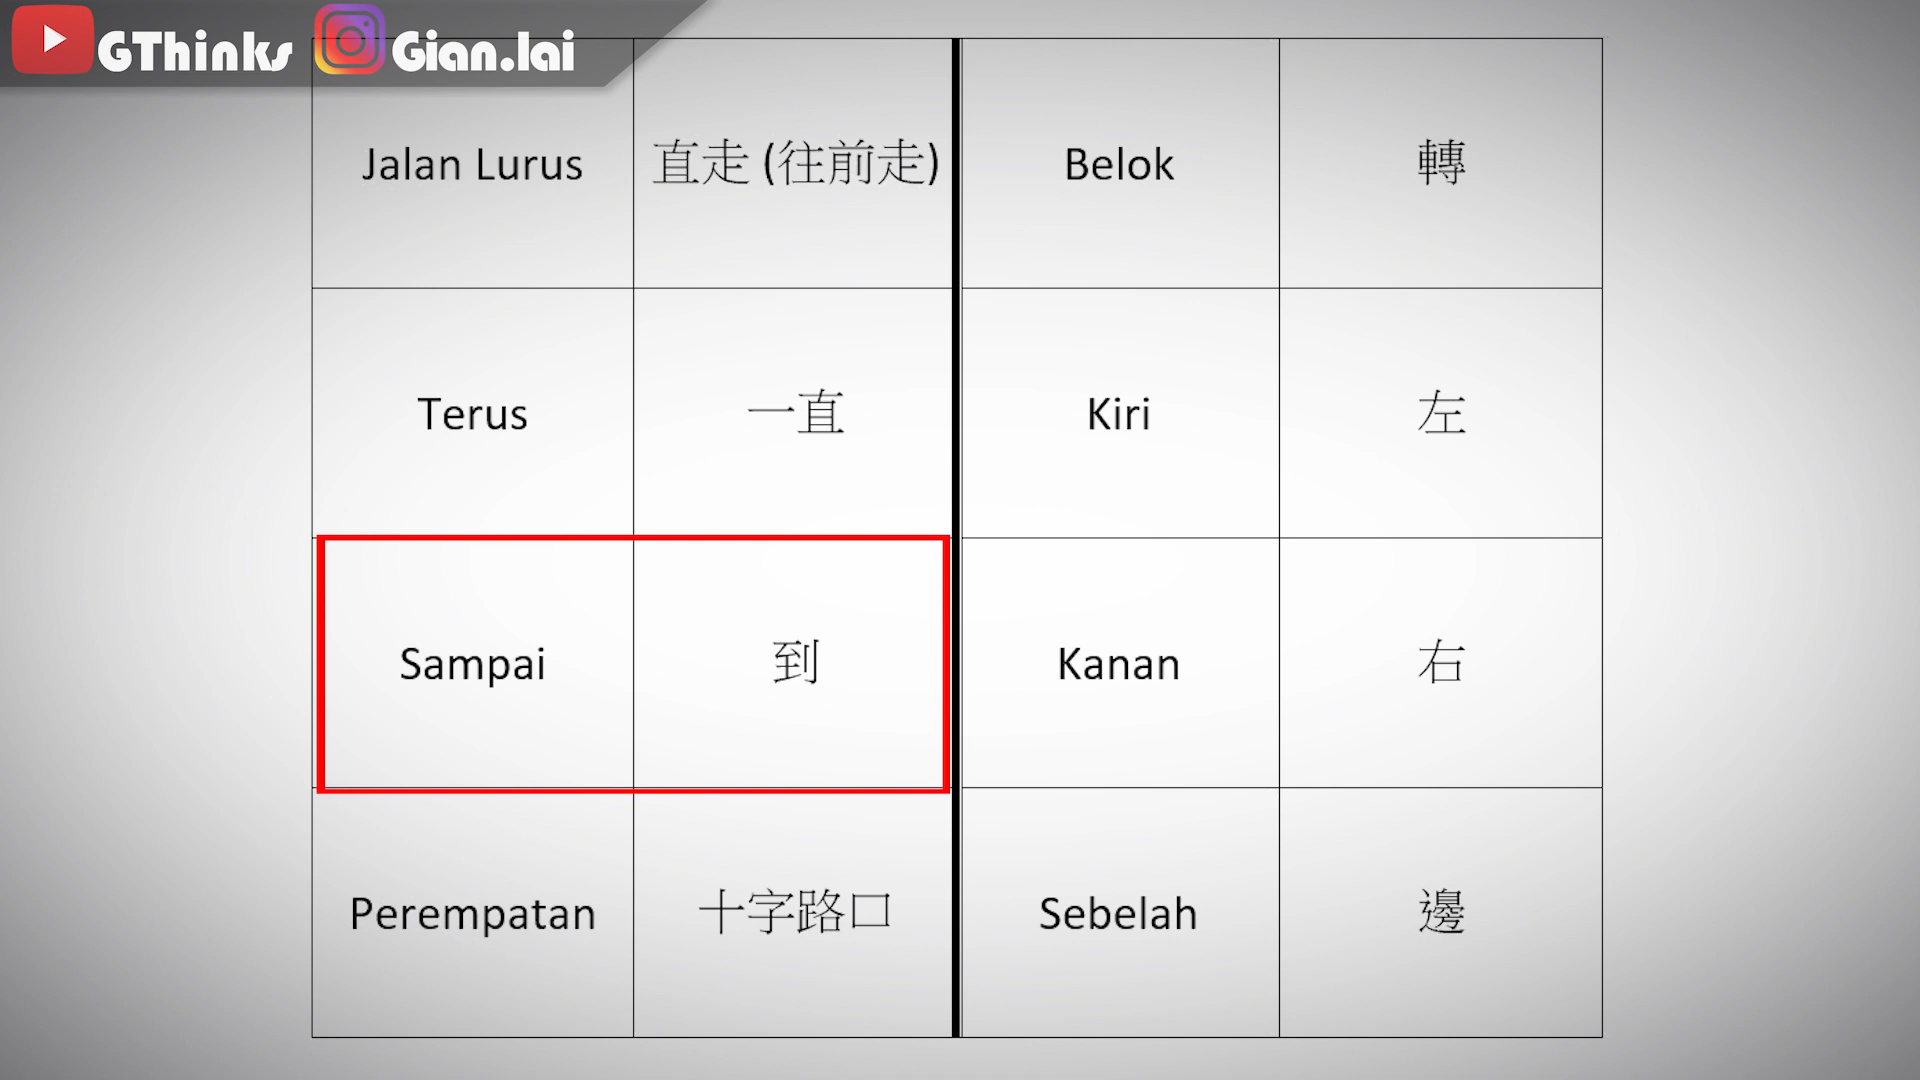 GThinks Gian.lai
Jalan Lurus 直走 (往前走) Belok 轉
Terus 一直 Kiri 左
Sampai 到 Kanan 右
Perempatan 十字路口 Sebelah 邊